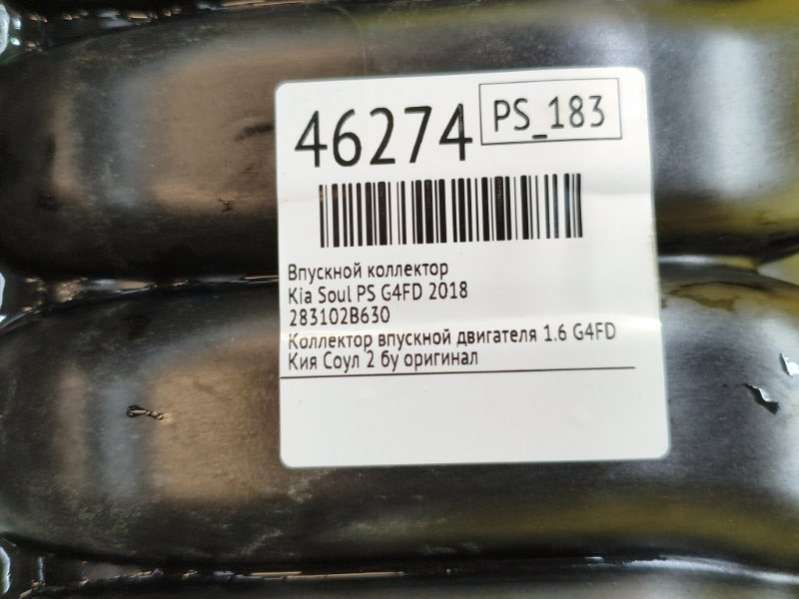 46274
PS_183
Впускной коллектор
Kia Soul PS G4FD 2018
283102B630
Коллектор впускной двигателя 1.6 G4FD
Кия Соул 2 бу оригинал